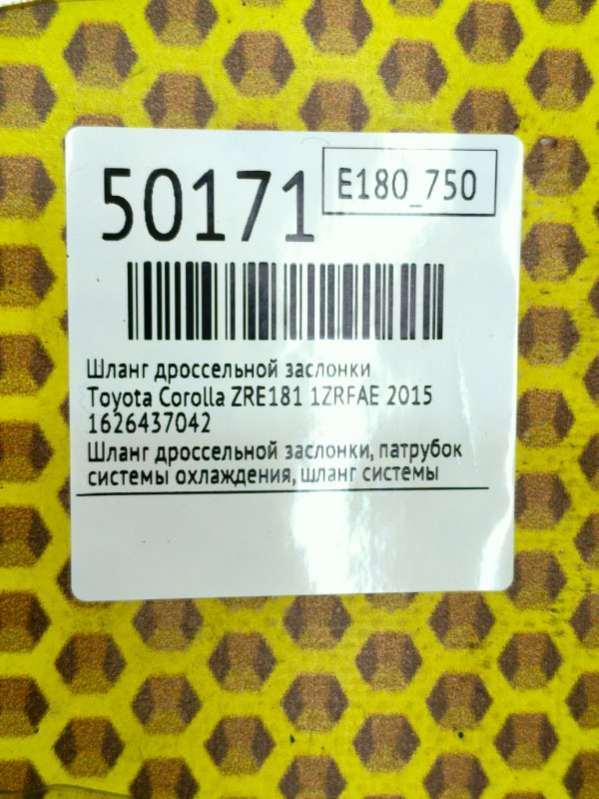 50171
E180_750
Шланг дроссельной заслонки
Toyota Corolla ZRE181 1ZRFAE 2015
1626437042
Шланг дроссельной заслонки, патрубок
системы охлаждения, шланг системы